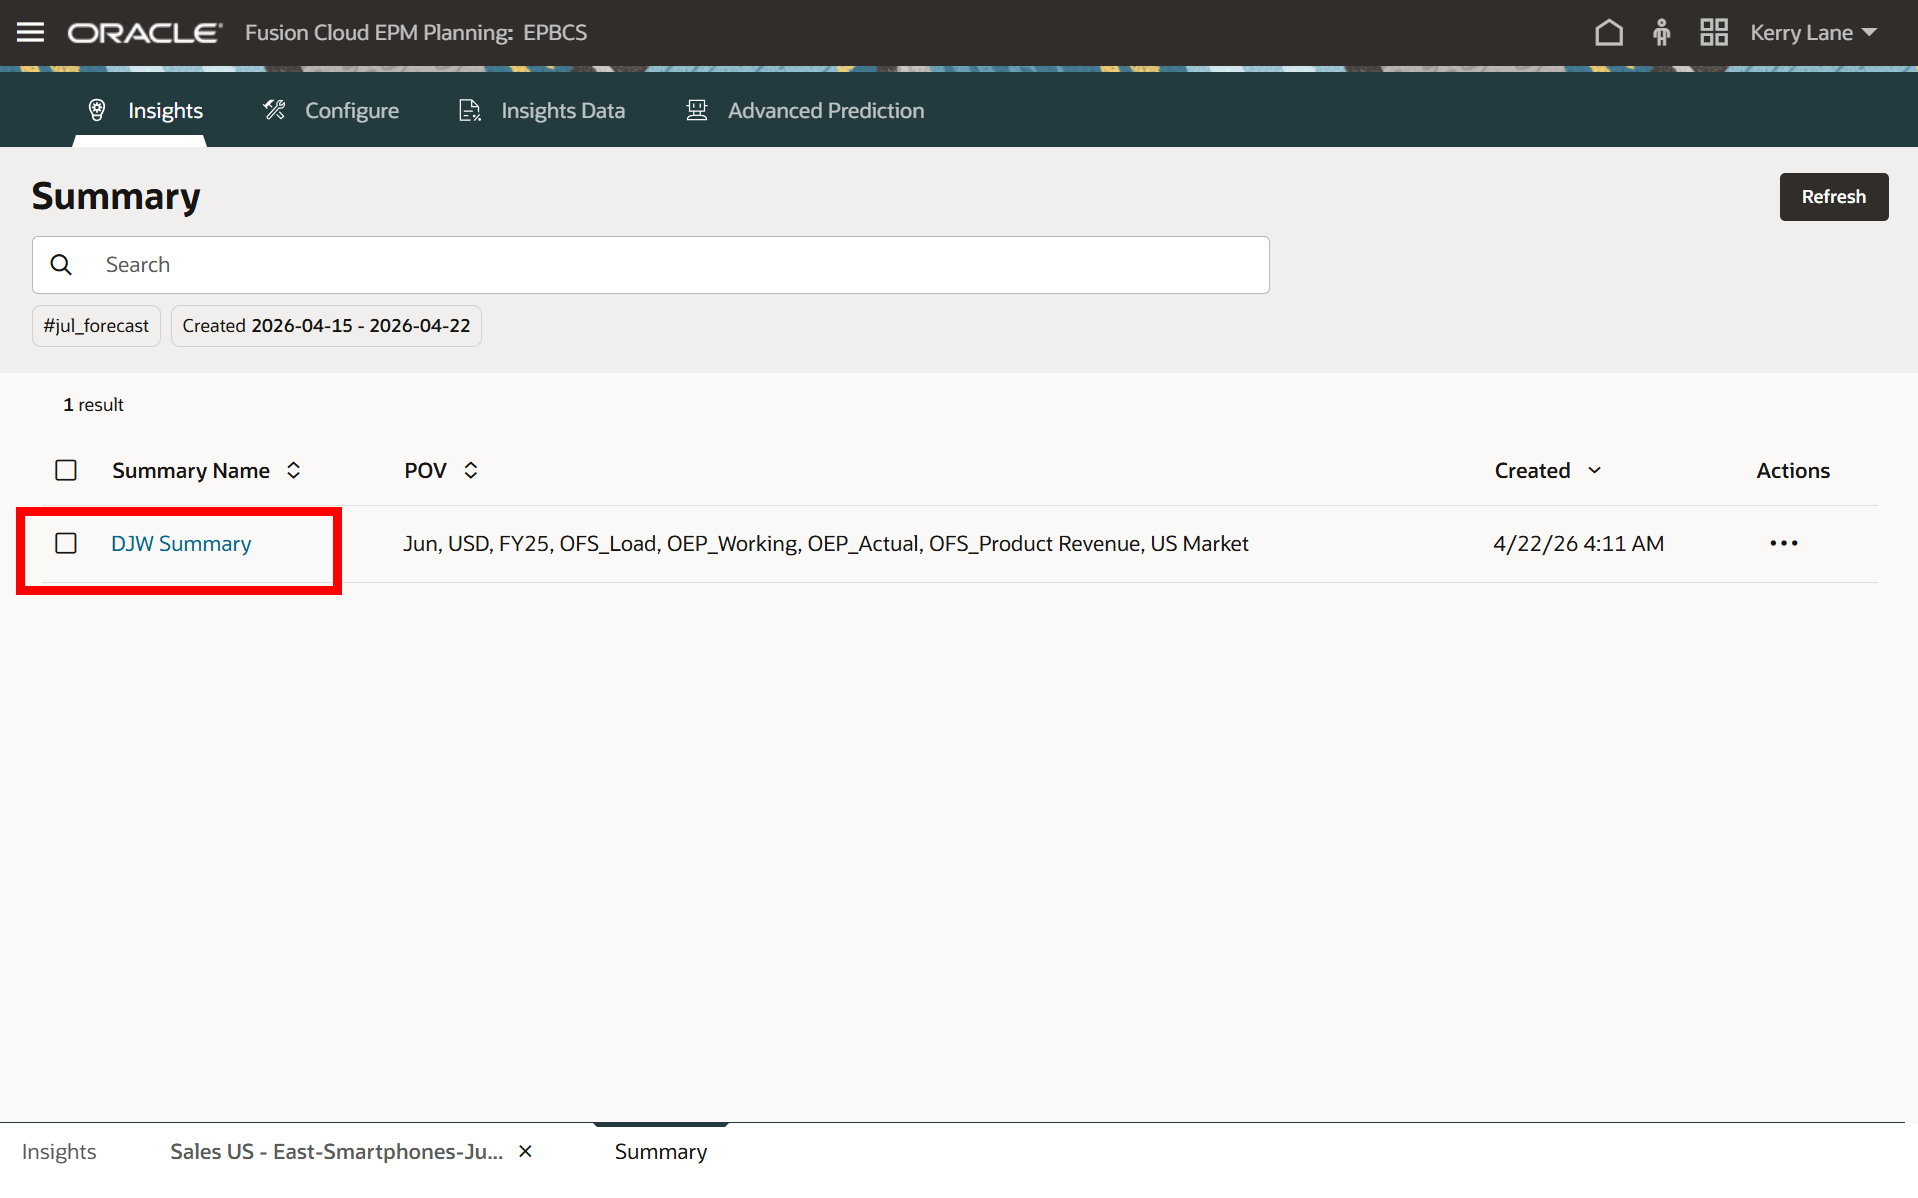 ORACLE Fusion Cloud EPM Planning: EPBCS Kerry Lane
Insights Configure Insights Data Advanced Prediction
Summary
Refresh
Search
#jul_forecast Created 2026-04-15 - 2026-04-22
1 result
Summary Name POV Created Actions
DJW Summary Jun, USD, FY25, OFS_Load, OEP_Working, OEP_Actual, OFS_Product Revenue, US Market 4/22/26 4:11 AM
Insights Sales US - East-Smartphones-Ju... Summary